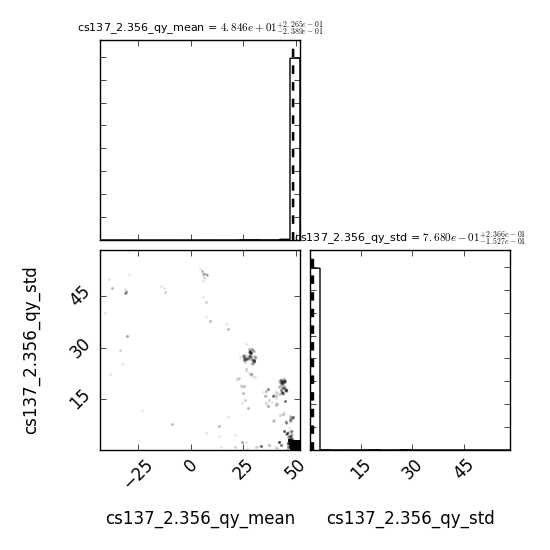 cs137_2.356_qy_mean = 4.846e+01^{+2.265e-01}_{-2.389e-01}
cs137_2.356_qy_std = 7.680e-01^{+2.366e-01}_{-1.527e-01}
cs137_2.356_qy_std
45
30
15
−25
0
25
50
15
30
45
cs137_2.356_qy_mean
cs137_2.356_qy_std